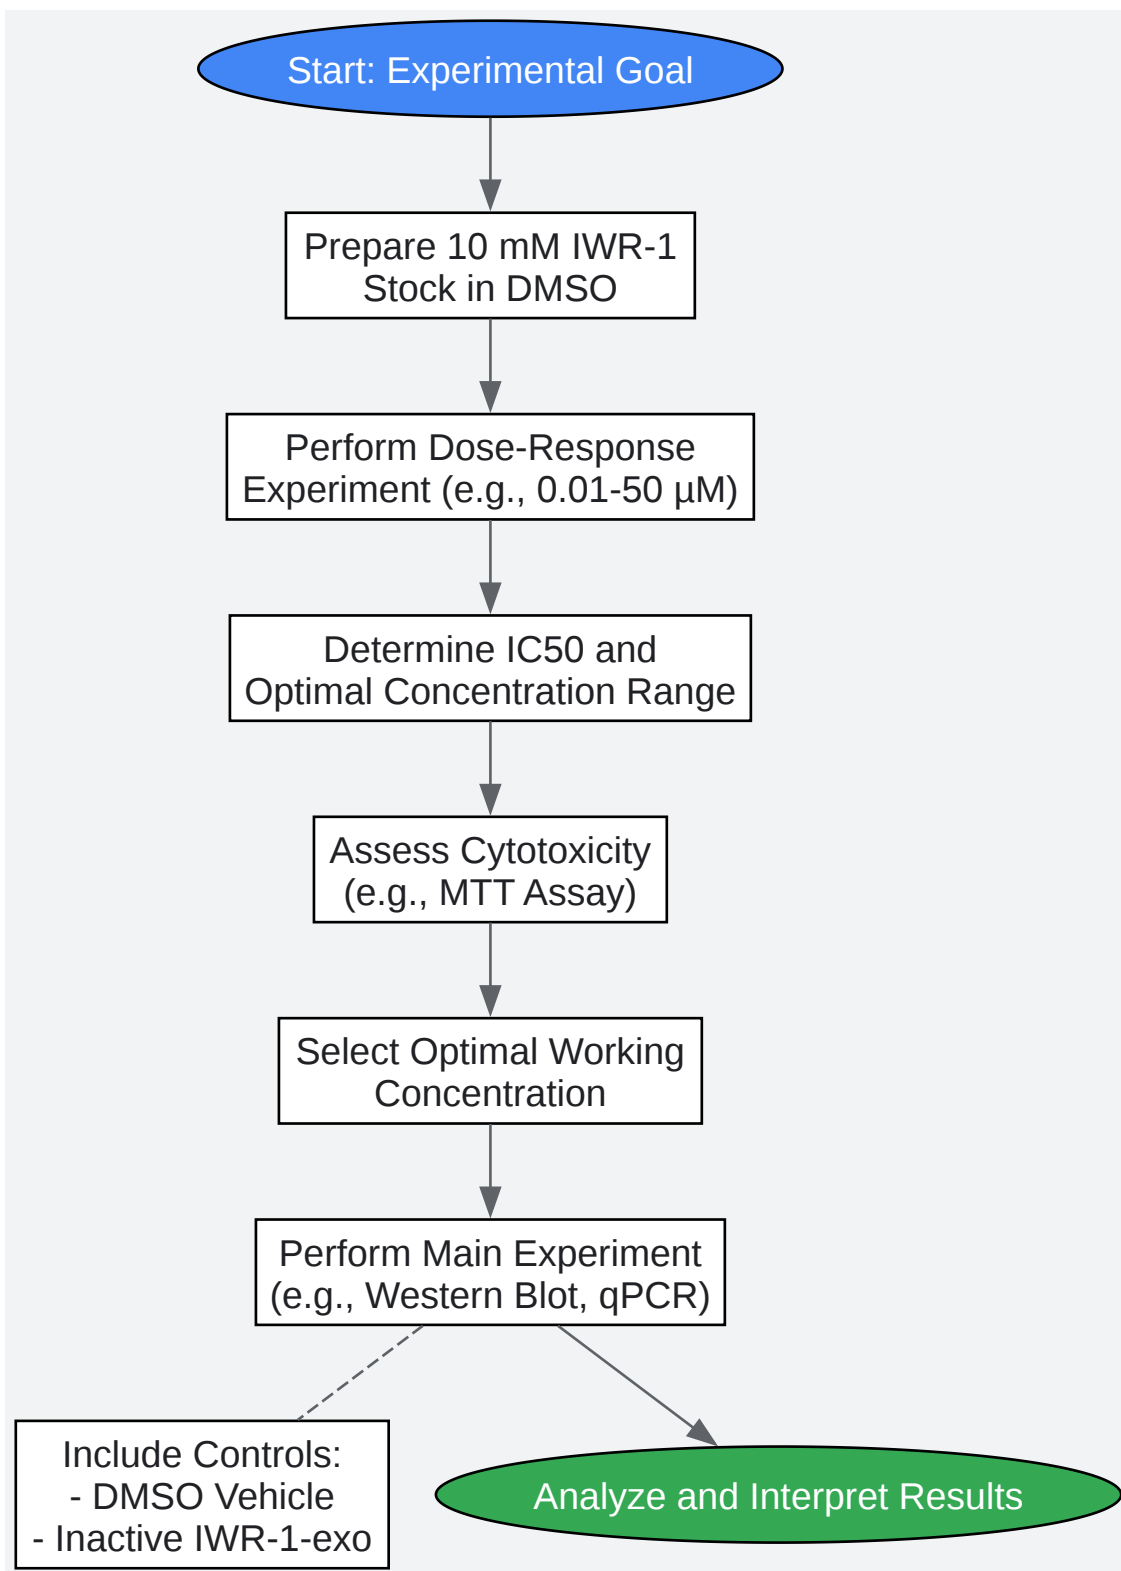 Start: Experimental Goal
Prepare 10 mM IWR-1
Stock in DMSO
Perform Dose-Response
Experiment (e.g., 0.01-50 µM)
Determine IC50 and
Optimal Concentration Range
Assess Cytotoxicity
(e.g., MTT Assay)
Select Optimal Working
Concentration
Perform Main Experiment
(e.g., Western Blot, qPCR)
Include Controls:
- DMSO Vehicle
- Inactive IWR-1-exo
Analyze and Interpret Results